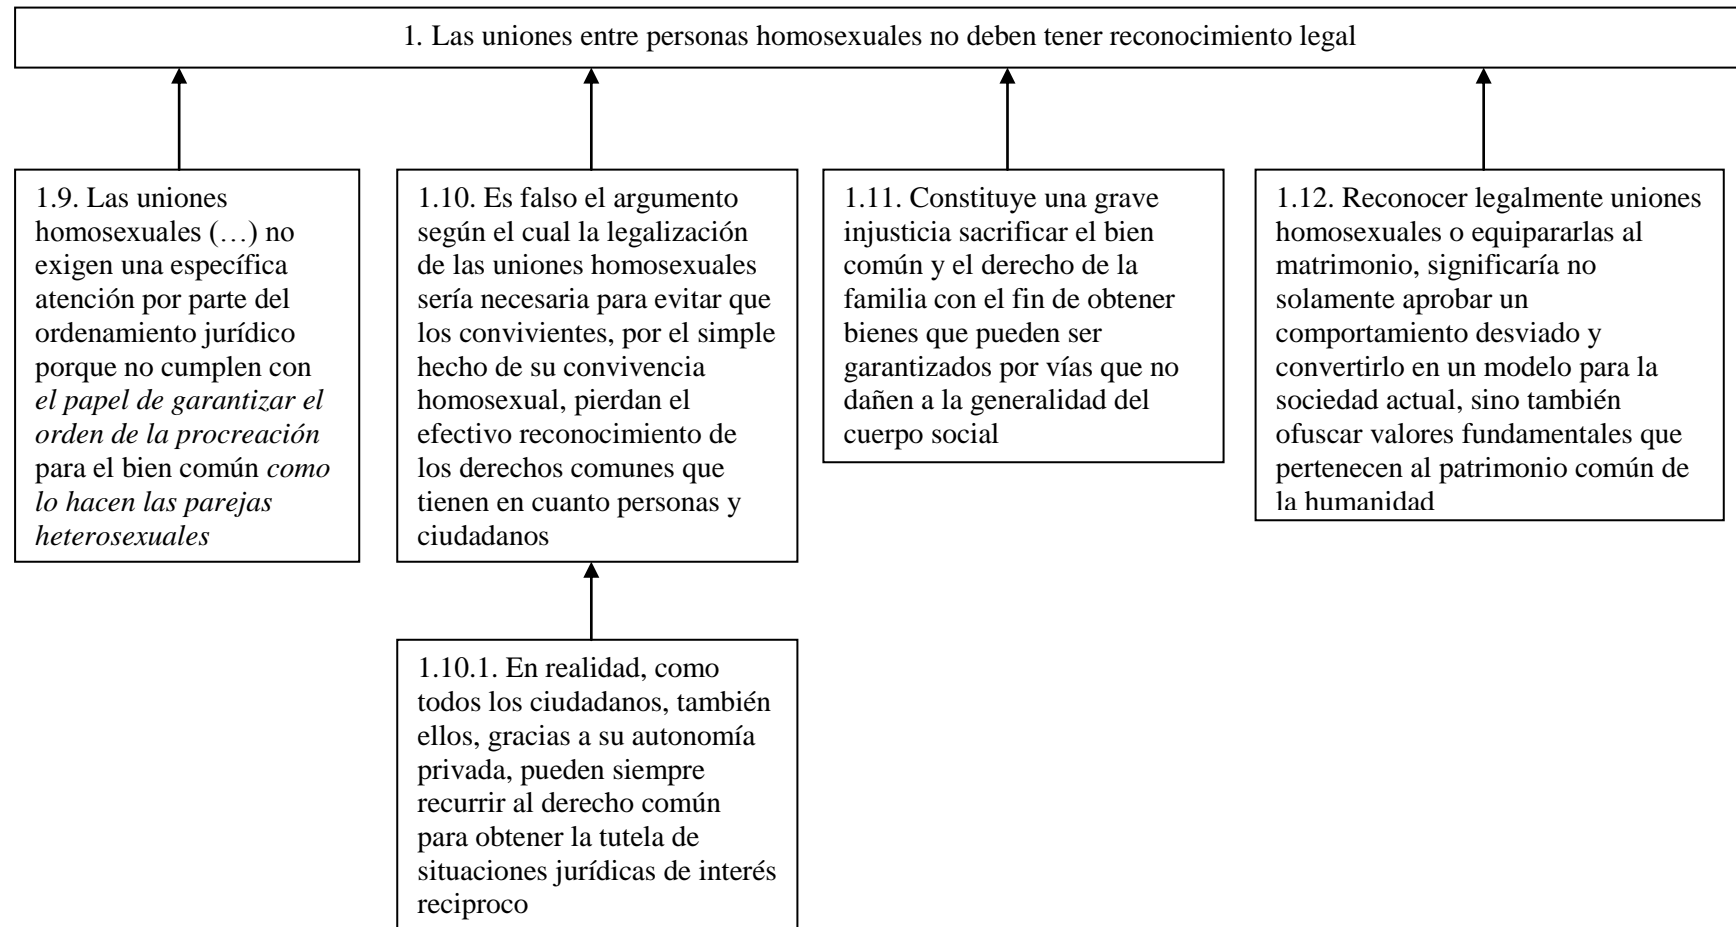 1. Las uniones entre personas homosexuales no deben tener reconocimiento legal
1.9. Las uniones
homosexuales (…) no
exigen una específica
atención por parte del
ordenamiento jurídico
porque no cumplen con
el papel de garantizar el
orden de la procreación
para el bien común como
lo hacen las parejas
heterosexuales
1.10. Es falso el argumento
según el cual la legalización
de las uniones homosexuales
sería necesaria para evitar que
los convivientes, por el simple
hecho de su convivencia
homosexual, pierdan el
efectivo reconocimiento de
los derechos comunes que
tienen en cuanto personas y
ciudadanos
1.11. Constituye una grave
injusticia sacrificar el bien
común y el derecho de la
familia con el fin de obtener
bienes que pueden ser
garantizados por vías que no
dañen a la generalidad del
cuerpo social
1.12. Reconocer legalmente uniones
homosexuales o equipararlas al
matrimonio, significaría no
solamente aprobar un
comportamiento desviado y
convertirlo en un modelo para la
sociedad actual, sino también
ofuscar valores fundamentales que
pertenecen al patrimonio común de
la humanidad
1.10.1. En realidad, como
todos los ciudadanos, también
ellos, gracias a su autonomía
privada, pueden siempre
recurrir al derecho común
para obtener la tutela de
situaciones jurídicas de interés
reciproco